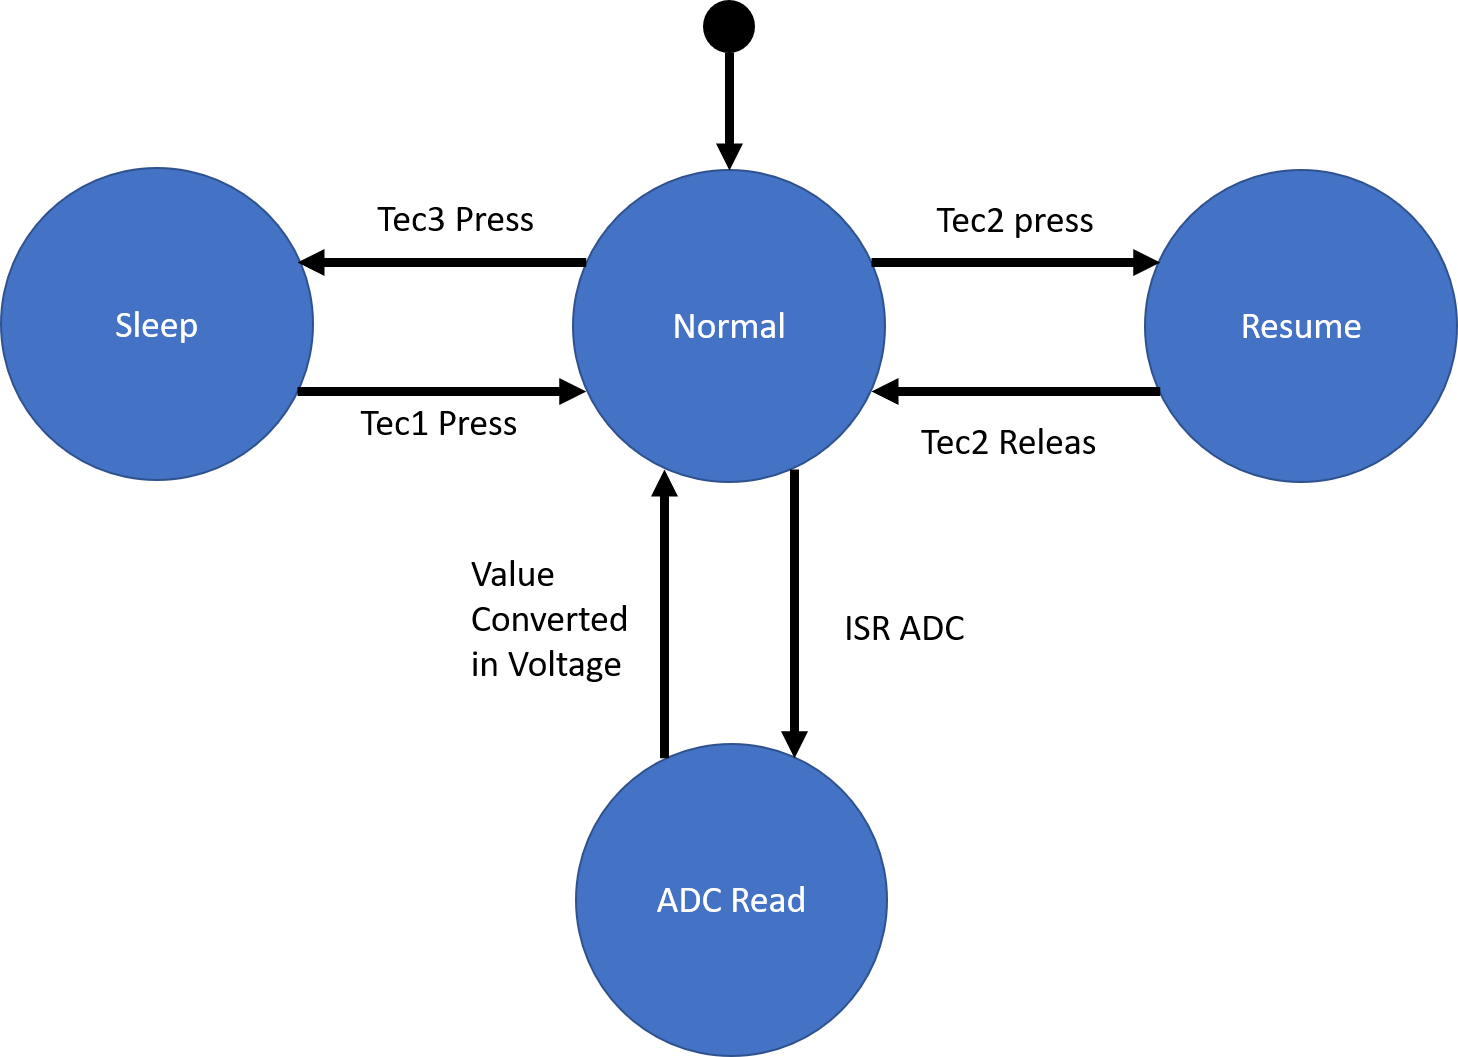 Tec3 Press
Tec2 press
Sleep
Normal
Resume
Tec1 Press
Tec2 Releas
Value
Converted
in Voltage
ISR ADC
ADC Read